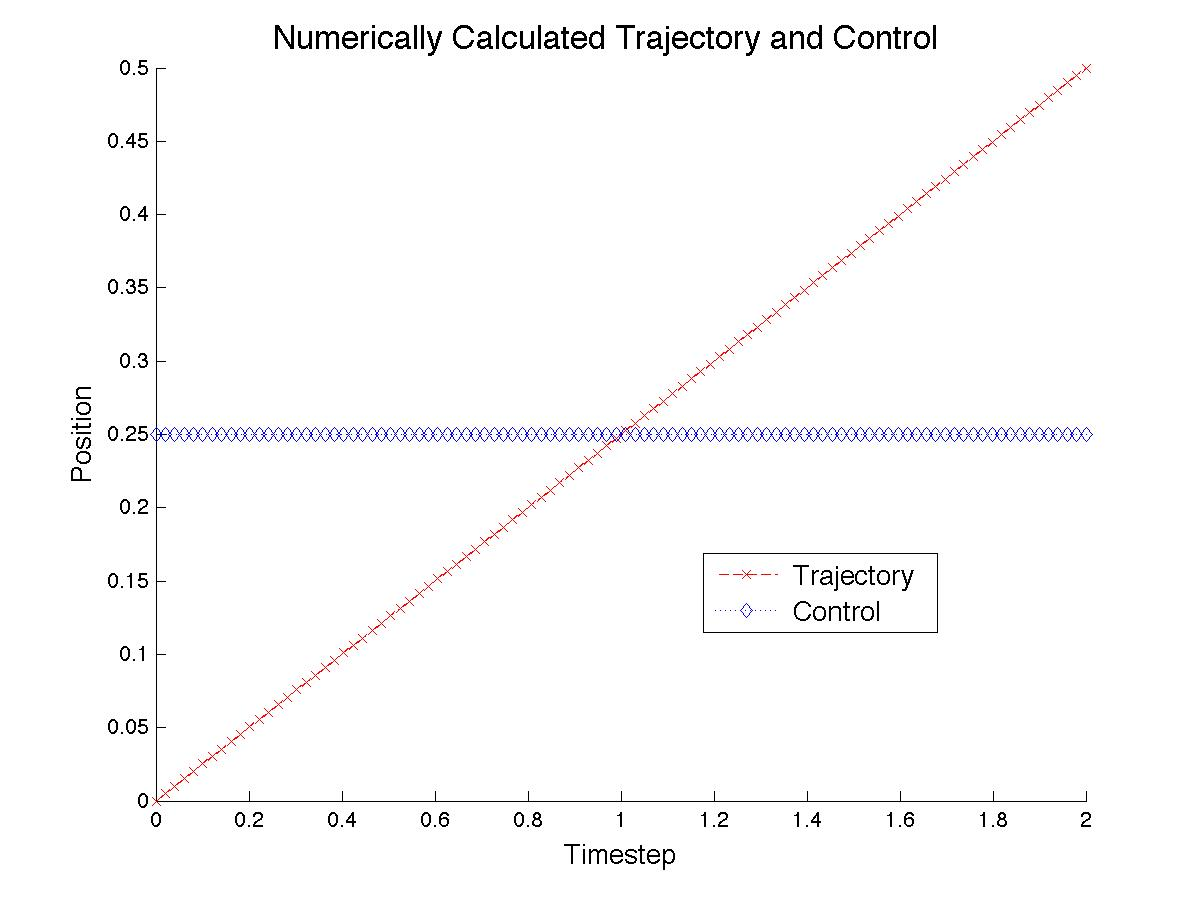 Numerically Calculated Trajectory and Control
0.5
0.45
0.4
0.35
0.3
0.25
0.2
0.15
0.1
0.05
0
Position
Trajectory
Control
0 0.2 0.4 0.6 0.8 1 1.2 1.4 1.6 1.8 2
Timestep